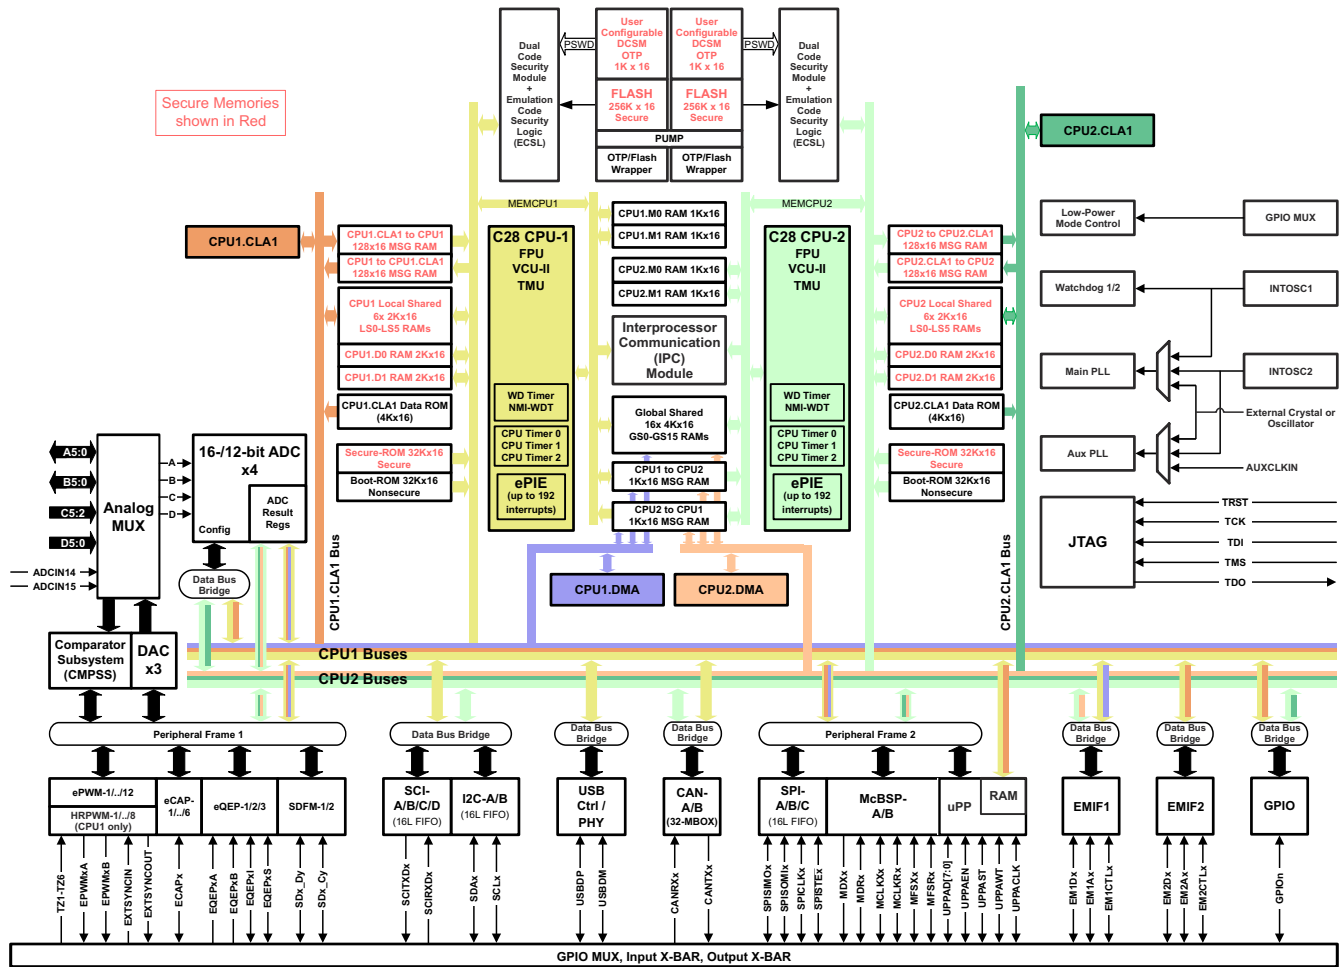 Secure Memories
shown in Red
Dual
Code
Security
Module
+
Emulation
Code
Security
Logic
(ECSL)
PSWD
User
Configurable
DCSM
OTP
1K x 16
User
Configurable
DCSM
OTP
1K x 16
PSWD
FLASH
256K x 16
Secure
FLASH
256K x 16
Secure
PUMP
OTP/Flash
Wrapper
OTP/Flash
Wrapper
Dual
Code
Security
Module
+
Emulation
Code
Security
Logic
(ECSL)
CPU2.CLA1
MEMCPU1
MEMCPU2
CPU1.CLA1
CPU1.CLA1 to CPU1
128x16 MSG RAM
CPU1 to CPU1.CLA1
128x16 MSG RAM
CPU1 Local Shared
6x 2Kx16
LS0-LS5 RAMs
CPU1.D0 RAM 2Kx16
CPU1.D1 RAM 2Kx16
CPU1.CLA1 Data ROM
(4Kx16)
Secure-ROM 32Kx16
Secure
Boot-ROM 32Kx16
Nonsecure
C28 CPU-1
FPU
VCU-II
TMU
WD Timer
NMI-WDT
CPU Timer 0
CPU Timer 1
CPU Timer 2
ePIE
(up to 192
interrupts)
CPU1.M0 RAM 1Kx16
CPU1.M1 RAM 1Kx16
CPU2.M0 RAM 1Kx16
CPU2.M1 RAM 1Kx16
Interprocessor
Communication
(IPC)
Module
Global Shared
16x 4Kx16
GS0-GS15 RAMs
CPU1 to CPU2
1Kx16 MSG RAM
CPU2 to CPU1
1Kx16 MSG RAM
C28 CPU-2
FPU
VCU-II
TMU
WD Timer
NMI-WDT
CPU Timer 0
CPU Timer 1
CPU Timer 2
ePIE
(up to 192
interrupts)
CPU2 to CPU2.CLA1
128x16 MSG RAM
CPU2.CLA1 to CPU2
128x16 MSG RAM
CPU2 Local Shared
6x 2Kx16
LS0-LS5 RAMs
CPU2.D0 RAM 2Kx16
CPU2.D1 RAM 2Kx16
CPU2.CLA1 Data ROM
(4Kx16)
Secure-ROM 32Kx16
Secure
Boot-ROM 32Kx16
Nonsecure
Low-Power
Mode Control
GPIO MUX
Watchdog 1/2
INTOSC1
Main PLL
INTOSC2
External Crystal or
Oscillator
Aux PLL
AUXCLKIN
JTAG
TRST
TCK
TDI
TMS
TDO
A5:0
B5:0
C5:2
D5:0
ADCIN14
ADCIN15
Analog
MUX
A
B
C
D
16-/12-bit ADC
x4
ADC
Result
Regs
Config
Data Bus
Bridge
CPU1.CLA1 Bus
CPU2.CLA1 Bus
CPU1.DMA
CPU2.DMA
Comparator
Subsystem
(CMPSS)
DAC
x3
CPU1 Buses
CPU2 Buses
Peripheral Frame 1
Data Bus Bridge
Data Bus
Bridge
Data Bus
Bridge
Peripheral Frame 2
Data Bus
Bridge
Data Bus
Bridge
Data Bus
Bridge
ePWM-1/../12
HRPWM-1/../8
(CPU1 only)
eCAP-
1/../6
eQEP-1/2/3
SDFM-1/2
SCI-
A/B/C/D
(16L FIFO)
I2C-A/B
(16L FIFO)
USB
Ctrl /
PHY
CAN-
A/B
(32-MBOX)
SPI-
A/B/C
(16L FIFO)
McBSP-
A/B
uPP
RAM
EMIF1
EMIF2
GPIO
TZ1-TZ6
EPWMxA
EPWMxB
EXTSYNCIN
EXTSYNCOUT
ECAPx
EQEPxA
EQEPxB
EQEPxI
EQEPxS
SDx_Dy
SDx_Cy
SCITXDx
SCIRXDx
SDAx
SCLx
USBDP
USBDM
CANRXx
CANTXx
SPISIMOx
SPISOMIx
SPICLKx
SPISTEx
MDXx
MDRx
MCLKXx
MCLKRx
MFSXx
MFSRx
UPPAD[7:0]
UPPAEN
UPPAST
UPPAWT
UPPACLK
EM1Dx
EM1Ax
EM1CTLx
EM2Dx
EM2Ax
EM2CTLx
GPIOn
GPIO MUX, Input X-BAR, Output X-BAR